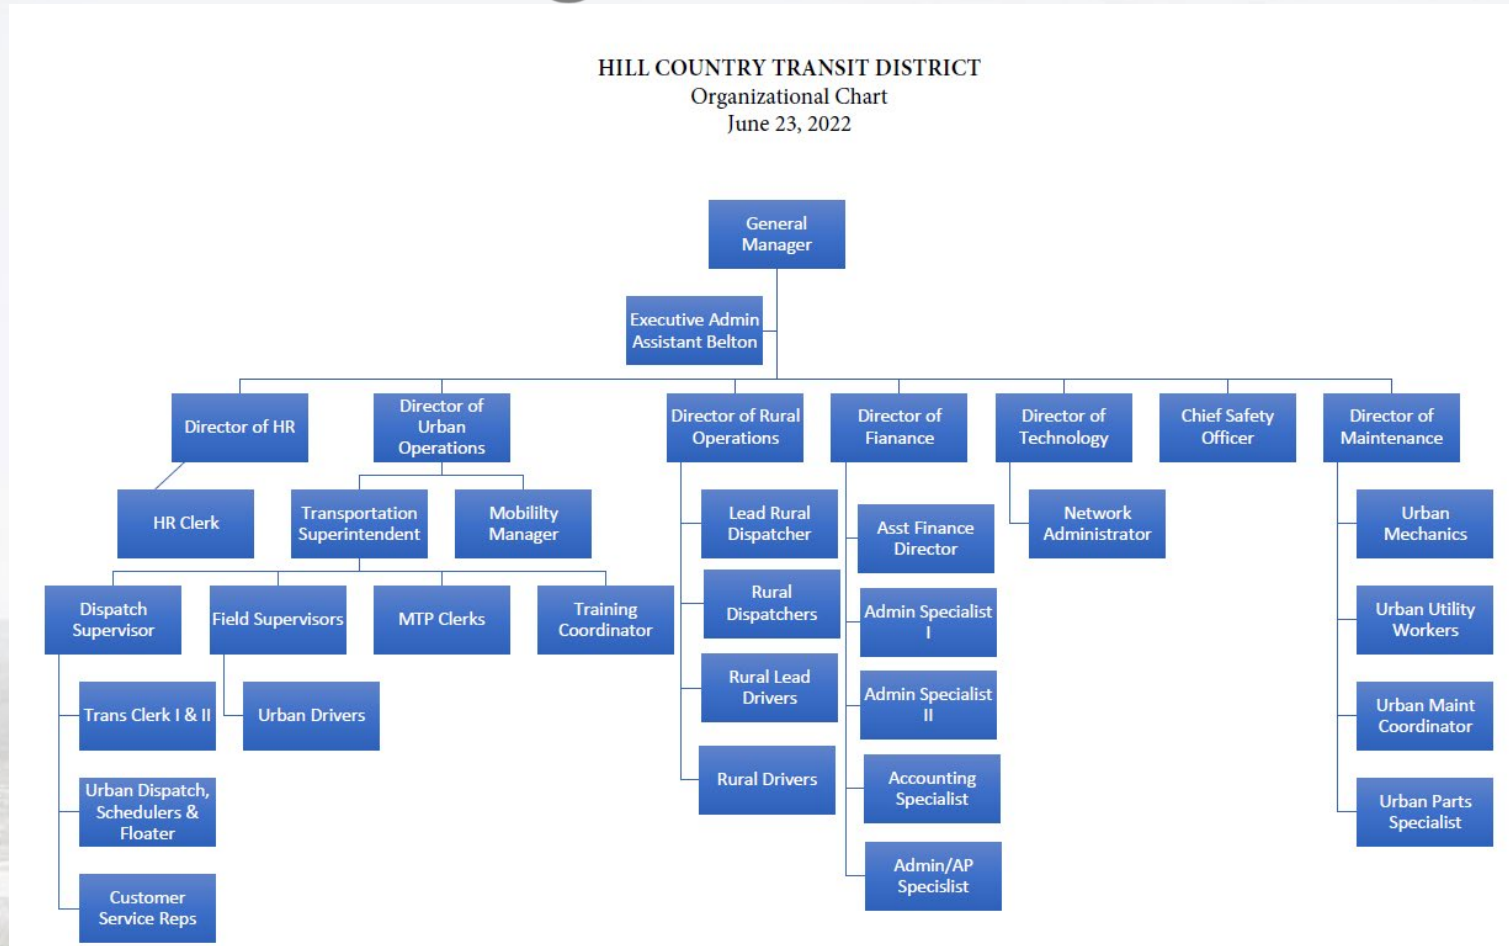 HILL COUNTRY TRANSIT DISTRICT
Organizational Chart
June 23, 2022
General
Manager
Executive Admin
Assistant Belton
Director of HR
Director of
Urban
Operations
Director of Rural
Operations
Director of
Fianance
Director of
Technology
Chief Safety
Officer
Director of
Maintenance
HR Clerk
Transportation
Superintendent
Mobililty
Manager
Lead Rural
Dispatcher
Asst Finance
Director
Network
Administrator
Urban
Mechanics
Dispatch
Supervisor
Field Supervisors
MTP Clerks
Training
Coordinator
Rural
Dispatchers
Admin Specialist
I
Urban Utility
Workers
Trans Clerk I & II
Urban Drivers
Rural Lead
Drivers
Admin Specialist
II
Urban Maint
Coordinator
Urban Dispatch,
Schedulers &
Floater
Rural Drivers
Accounting
Specialist
Urban Parts
Specialist
Customer
Service Reps
Admin/AP
Specislist